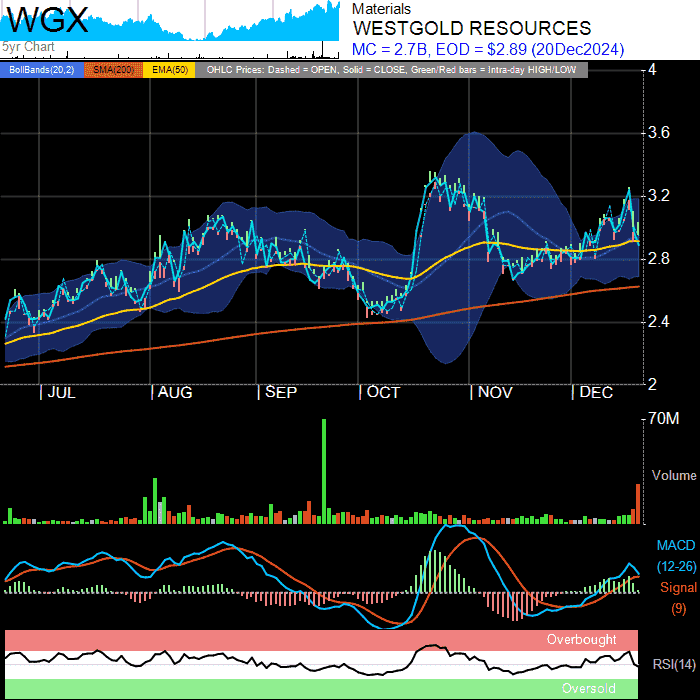 WGX
5yr Chart
Materials
WESTGOLD RESOURCES
MC = 2.7B, EOD = $2.89 (20Dec2024)
BollBands(20,2) SMA(200) EMA(50) OHLC Prices: Dashed = OPEN, Solid = CLOSE, Green/Red bars = Intra-day HIGH/LOW
4
3.6
3.2
2.8
2.4
2
JUL AUG SEP OCT NOV DEC
70M
Volume
MACD
(12-26)
Signal
(9)
Overbought
RSI(14)
Oversold